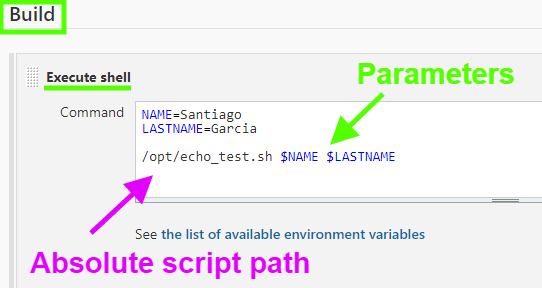 Build
Execute shell
Parameters
Command
NAME=Santiago
LASTNAME=Garcia
/opt/echo_test.sh $NAME $LASTNAME
See the list of available environment variables
Absolute script path